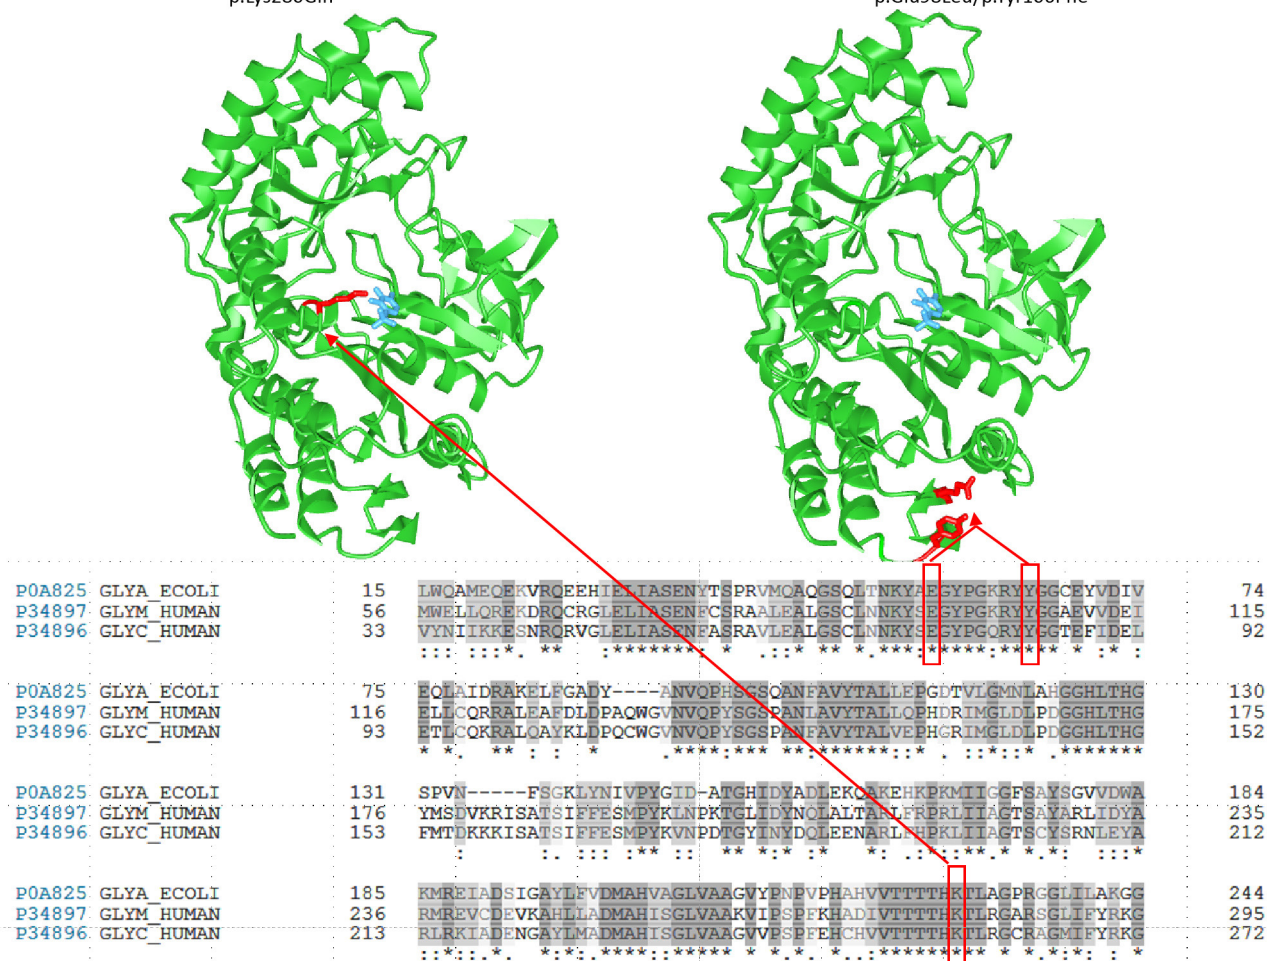 p.Lys280Gln p.Glu98Leu/p.Tyr106Phe
P0A825 GLYA_ECOLI 15 LWQAMEQEKVRQEEHIELIASENYTSPRVMQAQGSQLTNKYAEGYPGKRYYGGCEYVDIV 74
P34897 GLYM_HUMAN 56 MWELLQREKDRQCRGLELIASENFCSRAALEALGSCLNNKYSEGYPGKRYYGGAEVVDEI 115
P34896 GLYC_HUMAN 33 VYNIIKKESNRQRVGLELIASENFASRAVLEALGSCLNNKYSEGYPGQRYYGGTEFIDEL 92
P0A825 GLYA_ECOLI 75 EQLAIDRAKELFGADY----ANVQPHSGSQANFAVYTALLEPGDTVLGMNLAHGGHLTHG 130
P34897 GLYM_HUMAN 116 ELLCQRRALEAFDLDPAQWGVNVQPYSGSPANLAVYTALLQPHDRIMGLDLPDGGHLTHG 175
P34896 GLYC_HUMAN 93 ETLCQKRALQAYKLDPQCWGVNVQPYSGSPANFAVYTALVEPHGRIMGLDLPDGGHLTHG 152
P0A825 GLYA_ECOLI 131 SPVN-----FSGKLYNIVPYGID-ATGHIDYADLEKQAKEHKPKMIIGGFSAYSGVVDWA 184
P34897 GLYM_HUMAN 176 YMSDVKRISATSIFFESMPYKLNPKTGLIDYNQLALTARLFRPRLIIAGTSAYARLIDYA 235
P34896 GLYC_HUMAN 153 FMTDKKKISATSIFFESMPYKVNPDTGYINYDQLEENARLFHPKLIIAGTSCYSRNLEYA 212
P0A825 GLYA_ECOLI 185 KMREIADSIGAYLFVDMAHVAGLVAAGVYPNPVPHAHVVTTTTHKTLAGPRGGLILAKGG 244
P34897 GLYM_HUMAN 236 RMREVCDEVKAHLLADMAHISGLVAAKVIPSPFKHADIVTTTTHKTLRGARSGLIFYRKG 295
P34896 GLYC_HUMAN 213 RLRKIADENGAYLMADMAHISGLVAAGVVPSPFEHCHVVTTTTHKTLRGCRAGMIFYRKG 272